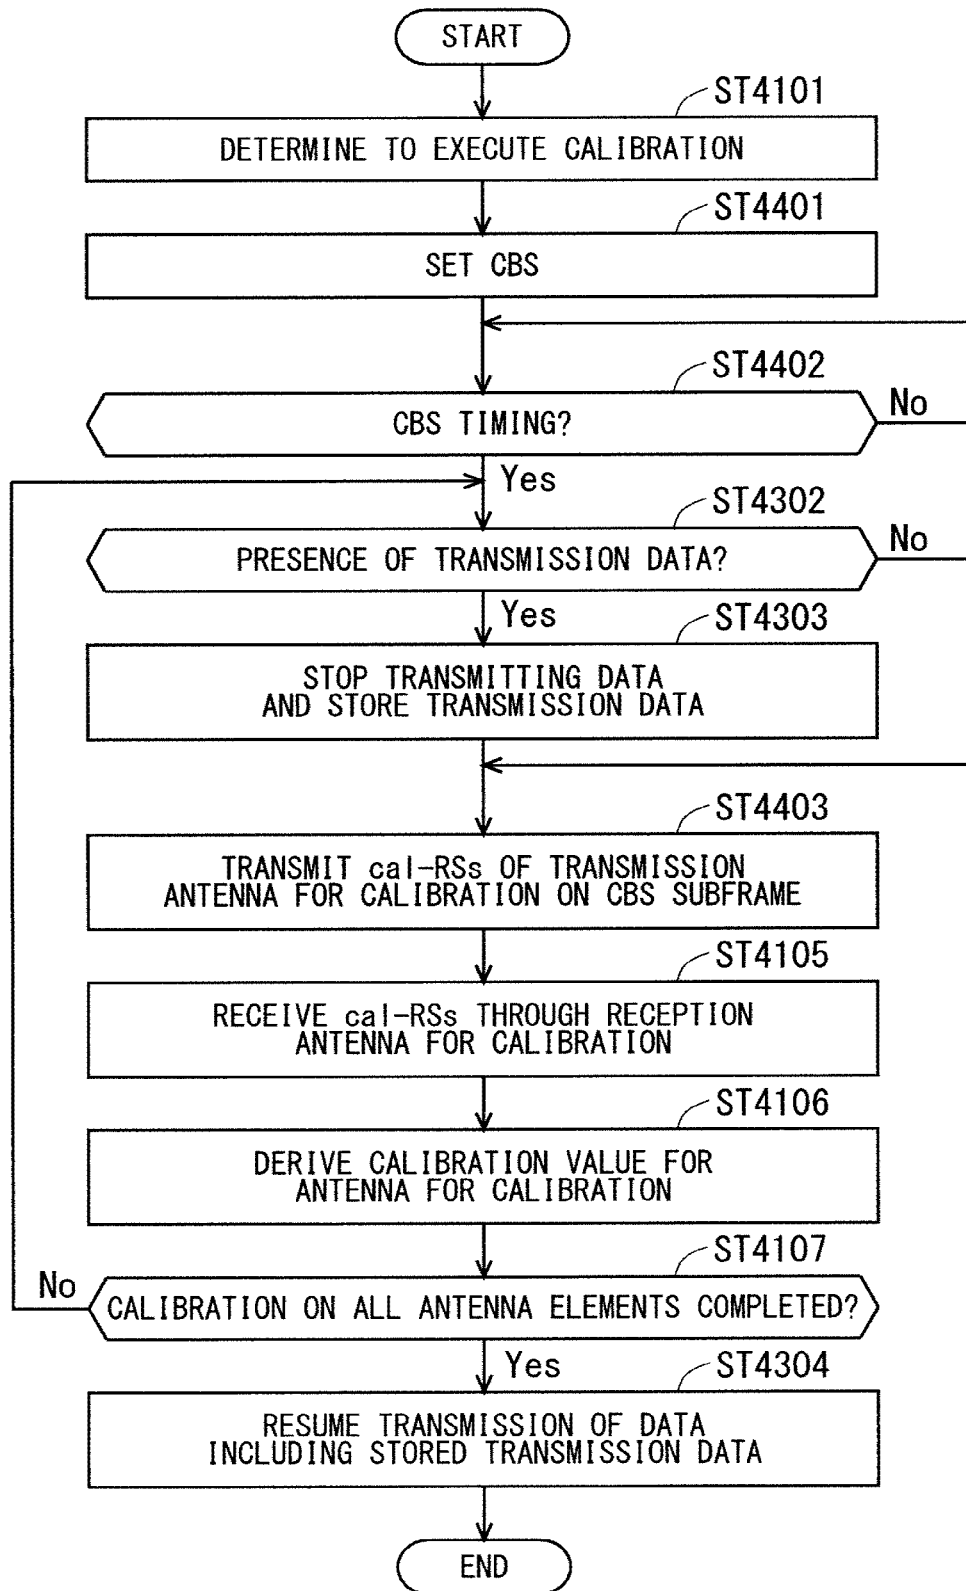 START
ST4101
DETERMINE TO EXECUTE CALIBRATION
ST4401
SET CBS
ST4402
CBS TIMING?
No
Yes
ST4302
PRESENCE OF TRANSMISSION DATA?
No
Yes
ST4303
STOP TRANSMITTING DATA
AND STORE TRANSMISSION DATA
ST4403
TRANSMIT cal-RSs OF TRANSMISSION
ANTENNA FOR CALIBRATION ON CBS SUBFRAME
ST4105
RECEIVE cal-RSs THROUGH RECEPTION
ANTENNA FOR CALIBRATION
ST4106
DERIVE CALIBRATION VALUE FOR
ANTENNA FOR CALIBRATION
ST4107
No
CALIBRATION ON ALL ANTENNA ELEMENTS COMPLETED?
Yes
ST4304
RESUME TRANSMISSION OF DATA
INCLUDING STORED TRANSMISSION DATA
END